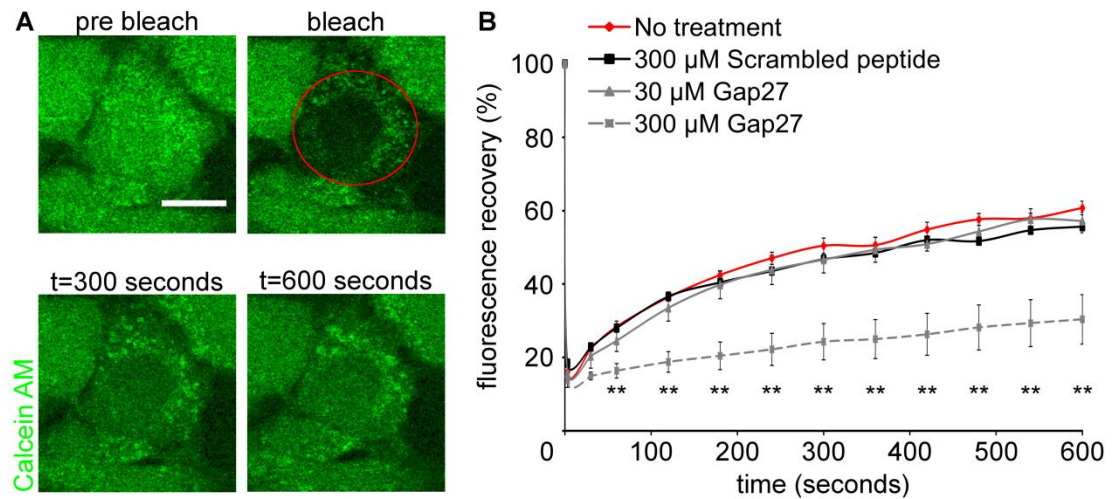 A
pre bleach
bleach
t=300 seconds
t=600 seconds
Calcein AM
B
No treatment
300 µM Scrambled peptide
30 µM Gap27
300 µM Gap27
fluorescence recovery (%)
100
80
60
40
20
0
** ** ** ** ** ** ** ** ** **
0 100 200 300 400 500 600
time (seconds)